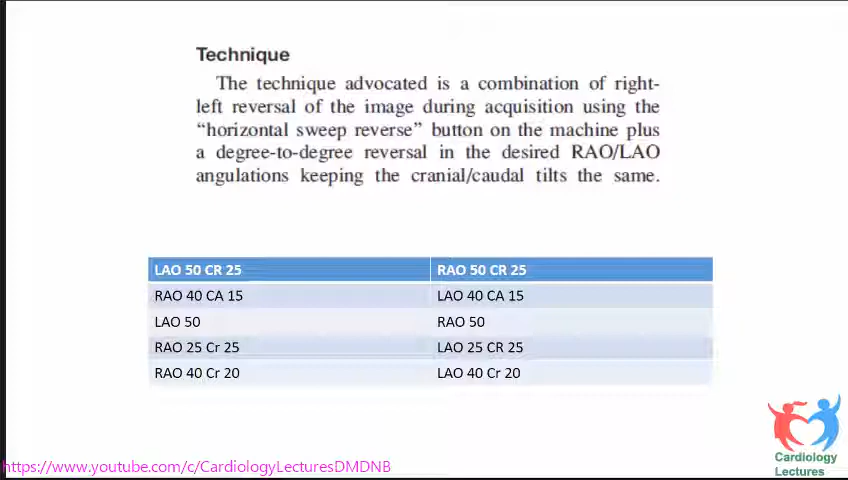 Technique
The technique advocated is a combination of right-
left reversal of the image during acquisition using the
“horizontal sweep reverse” button on the machine plus
a degree-to-degree reversal in the desired RAO/LAO
angulations keeping the cranial/caudal tilts the same.
LAO 50 CR 25 RAO 50 CR 25
RAO 40 CA 15 LAO 40 CA 15
LAO 50 RAO 50
RAO 25 Cr 25 LAO 25 CR 25
RAO 40 Cr 20 LAO 40 Cr 20
Cardiology
Lectures
https://www.youtube.com/c/CardiologyLecturesDMDNB